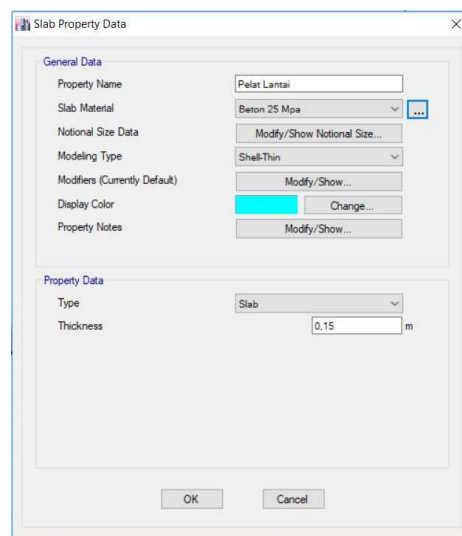 Slab Property Data
General Data
Property Name Pelat Lantai
Slab Material Beton 25 Mpa ...
Notional Size Data Modify/Show Notional Size...
Modeling Type Shell-Thin
Modifiers (Currently Default) Modify/Show...
Display Color Change...
Property Notes Modify/Show...
Property Data
Type Slab
Thickness 0,15 m
OK Cancel